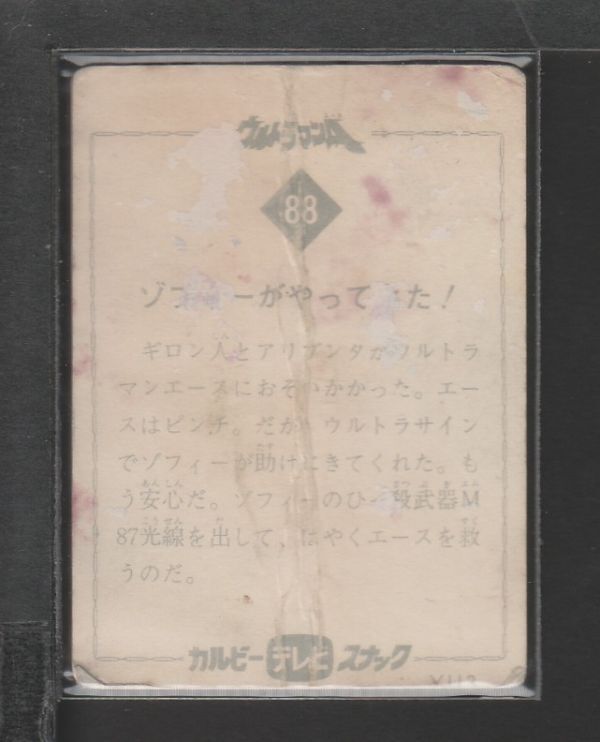 ウルトラマンA
88
ゾフィーがやってきた!
ギロン人とアリブンタがウルトラ
マンエースにおそいかかった。エー
スはピンチ。だが、ウルトラサイン
でゾフィーが助けにきてくれた。も
う安心だ。ゾフィーのひっ殺武器M
87光線を出して、はやくエースを救
うのだ。
カルビーテレビスナック